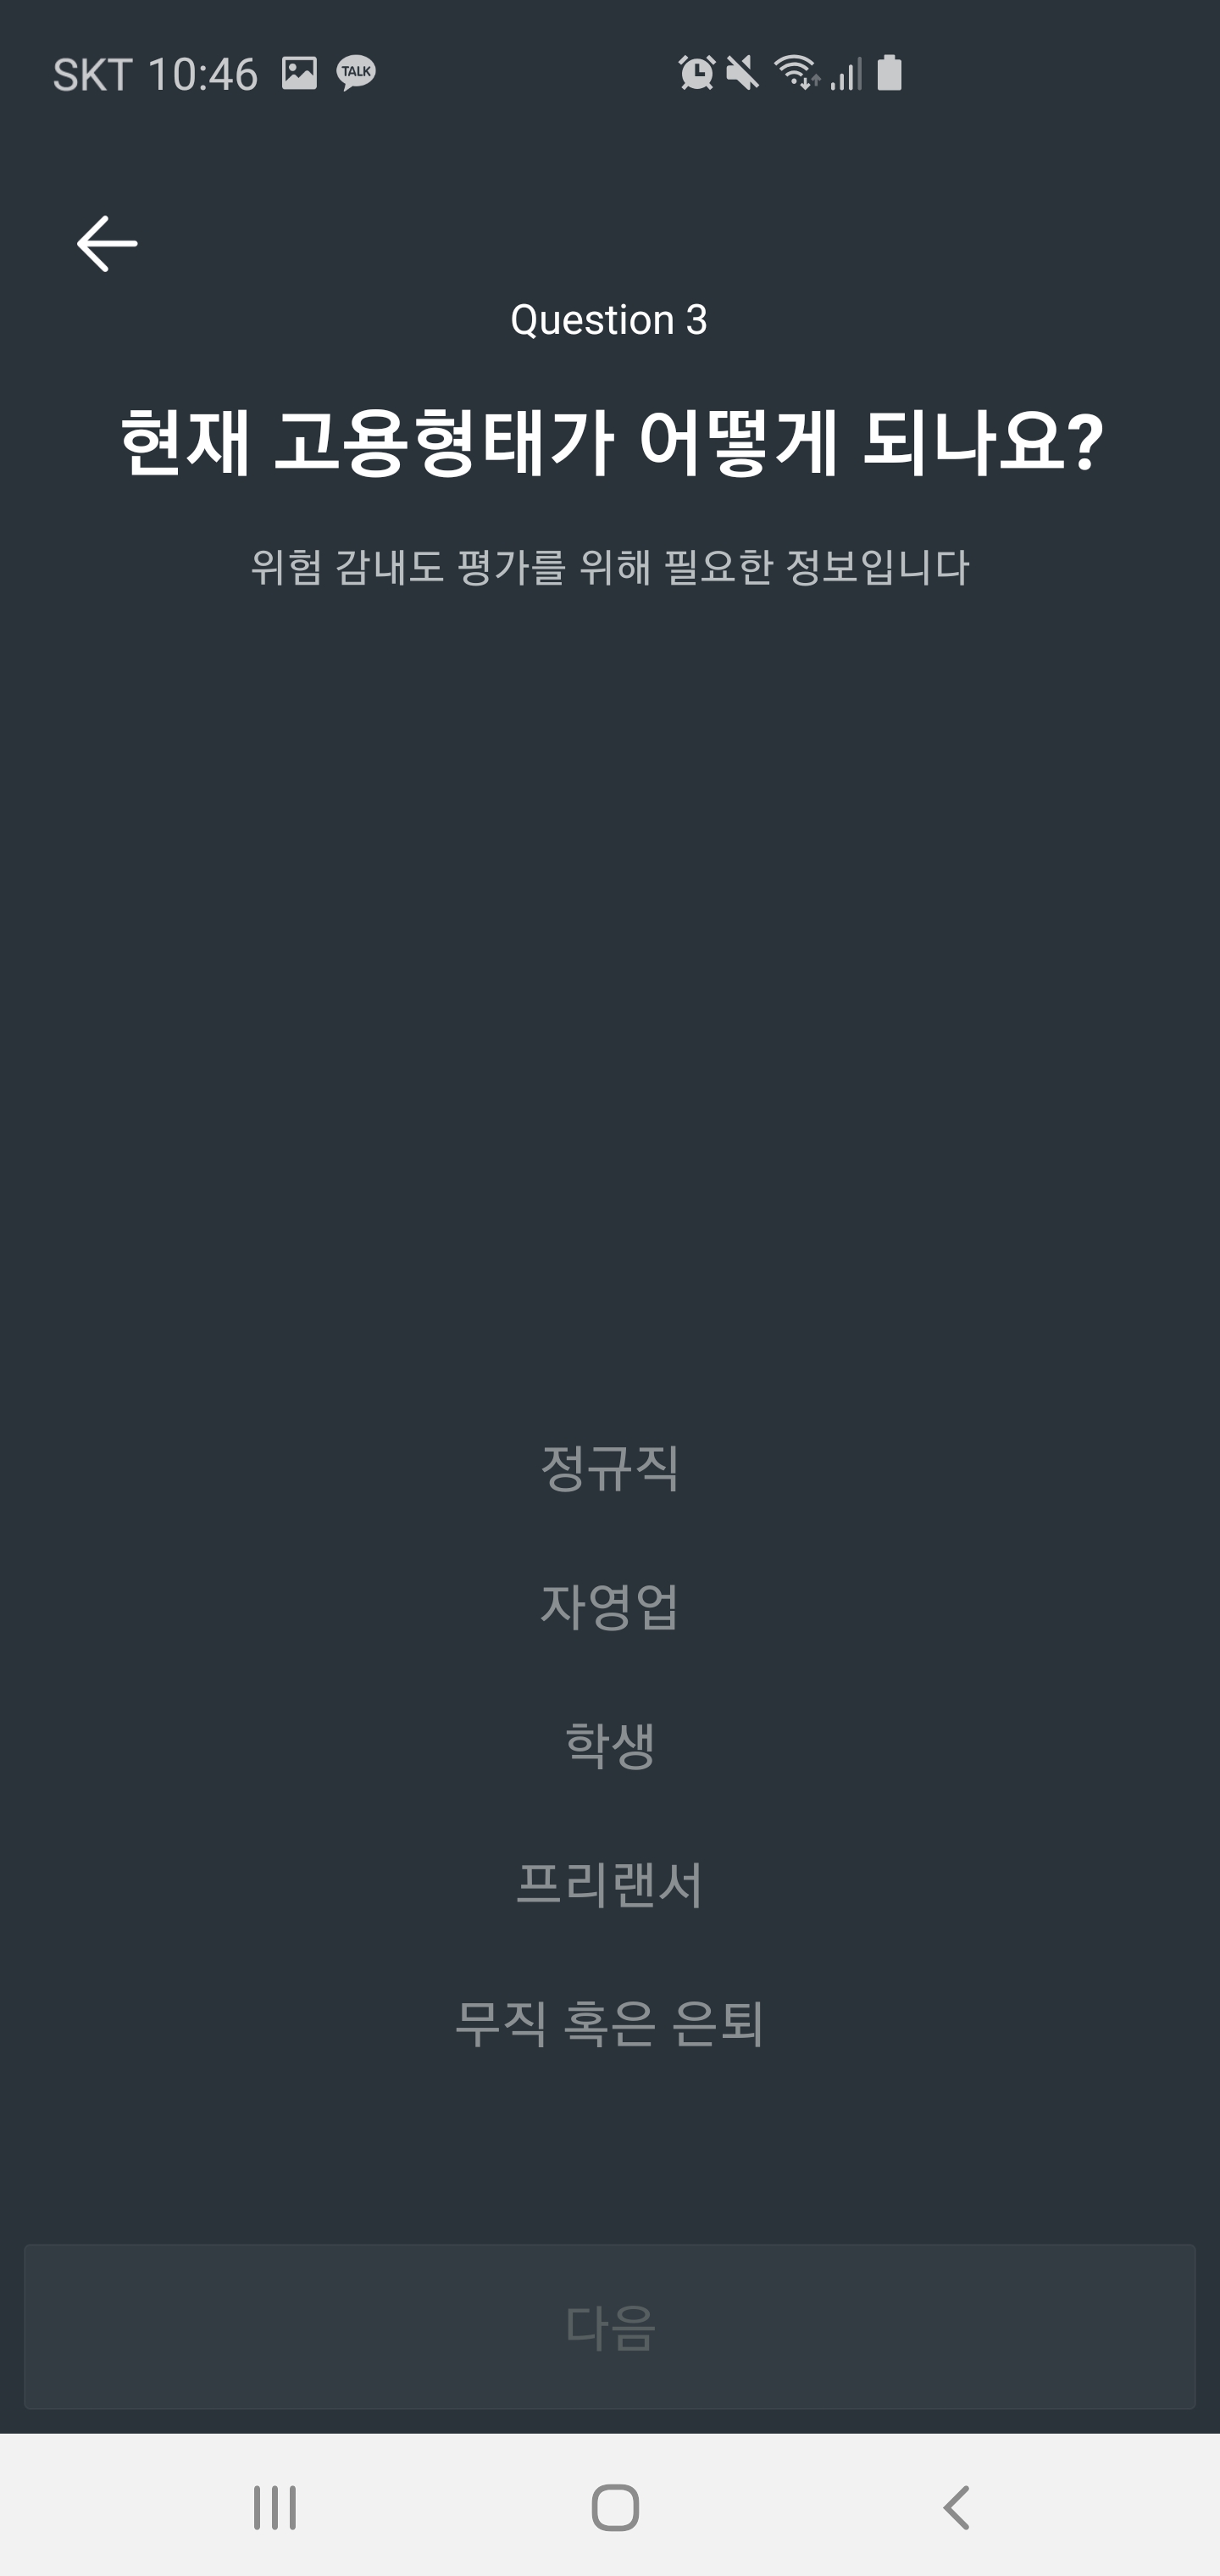 SKT 10:46 TALK
Question 3
현재 고용형태가 어떻게 되나요?
위험 감내도 평가를 위해 필요한 정보입니다
정규직
자영업
학생
프리랜서
무직 혹은 은퇴
다음